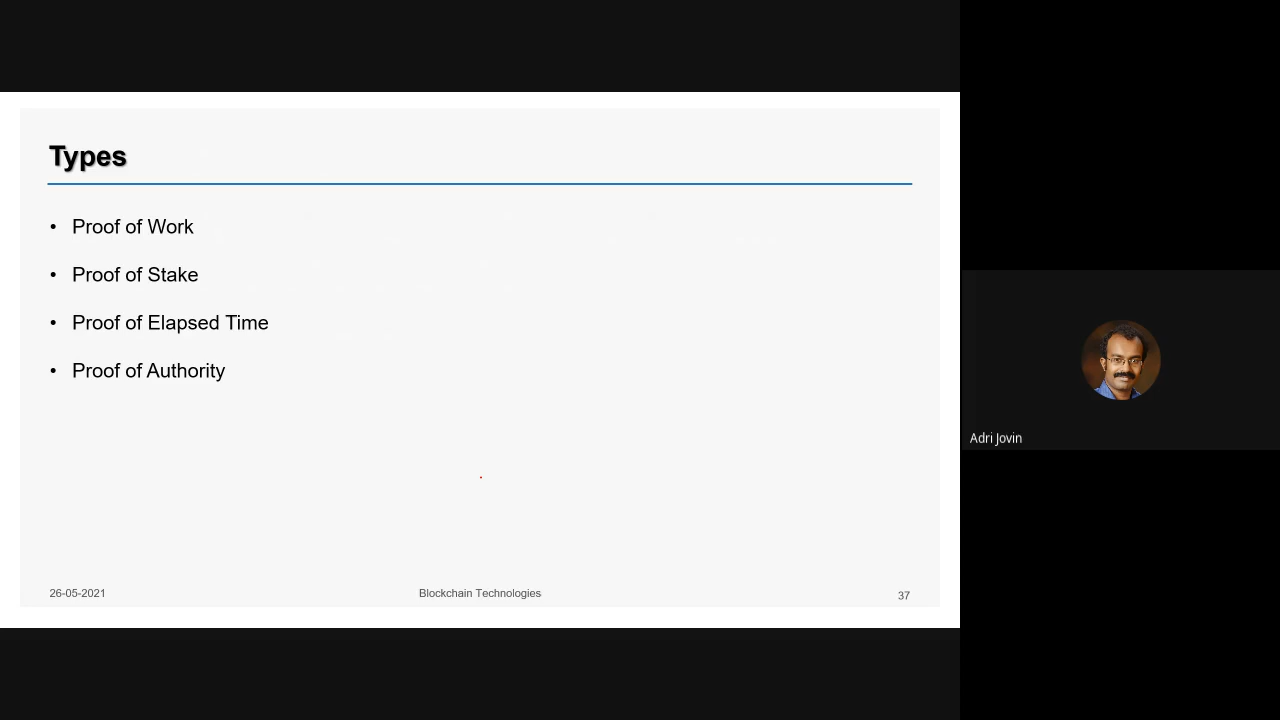 Types
• Proof of Work
• Proof of Stake
• Proof of Elapsed Time
• Proof of Authority
26-05-2021
Blockchain Technologies
37
Adri Jovin